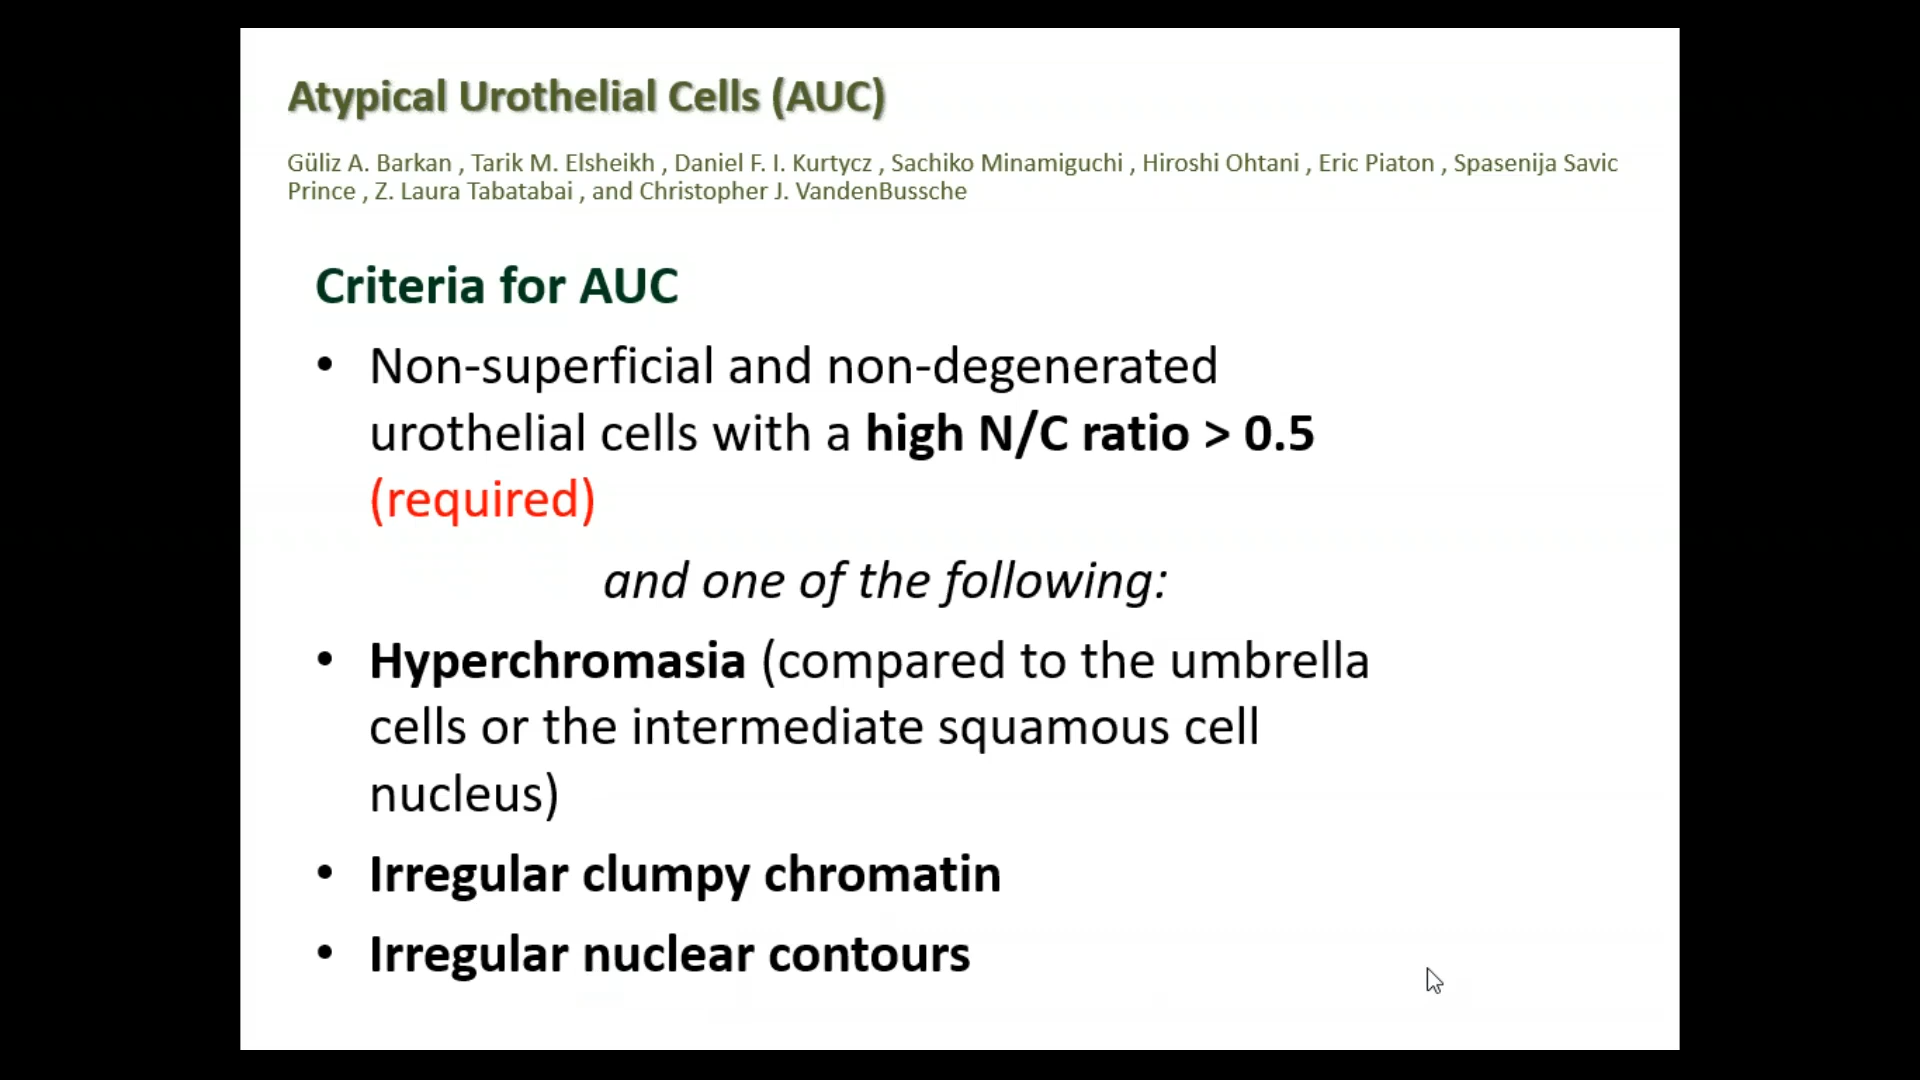 Atypical Urothelial Cells (AUC)
Güliz A. Barkan , Tarik M. Elsheikh , Daniel F. I. Kurtycz , Sachiko Minamiguchi , Hiroshi Ohtani , Eric Piaton , Spasenija Savic
Prince , Z. Laura Tabatabai , and Christopher J. VandenBussche
Criteria for AUC
• Non-superficial and non-degenerated
urothelial cells with a high N/C ratio > 0.5
(required)
and one of the following:
• Hyperchromasia (compared to the umbrella
cells or the intermediate squamous cell
nucleus)
• Irregular clumpy chromatin
• Irregular nuclear contours